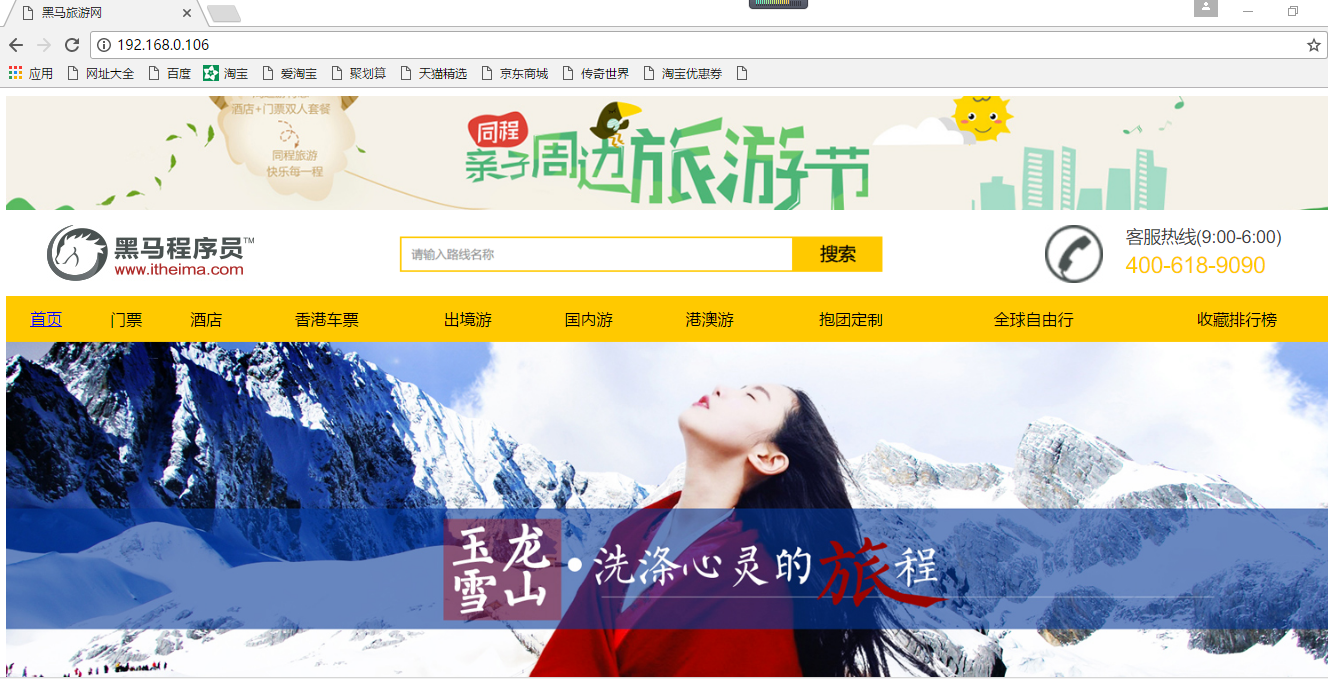 黑马旅游网
192.168.0.106
应用 网址大全 百度 淘宝 爱淘宝 聚划算 天猫精选 京东商城 传奇世界 淘宝优惠券
酒店+门票双人套餐
同程旅游
快乐每一程
同程
亲子周边旅游节
黑马程序员™
www.itheima.com
请输入路线名称 搜索
客服热线(9:00-6:00)
400-618-9090
首页 门票 酒店 香港车票 出境游 国内游 港澳游 抱团定制 全球自由行 收藏排行榜
玉龙
雪山
·洗涤心灵的旅程